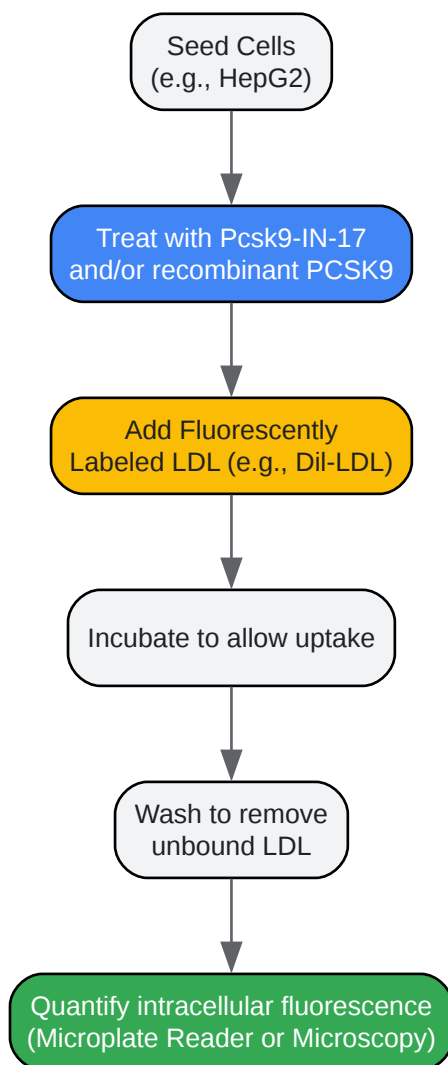 Seed Cells
(e.g., HepG2)
Treat with Pcsk9-IN-17
and/or recombinant PCSK9
Add Fluorescently
Labeled LDL (e.g., Dil-LDL)
Incubate to allow uptake
Wash to remove
unbound LDL
Quantify intracellular fluorescence
(Microplate Reader or Microscopy)